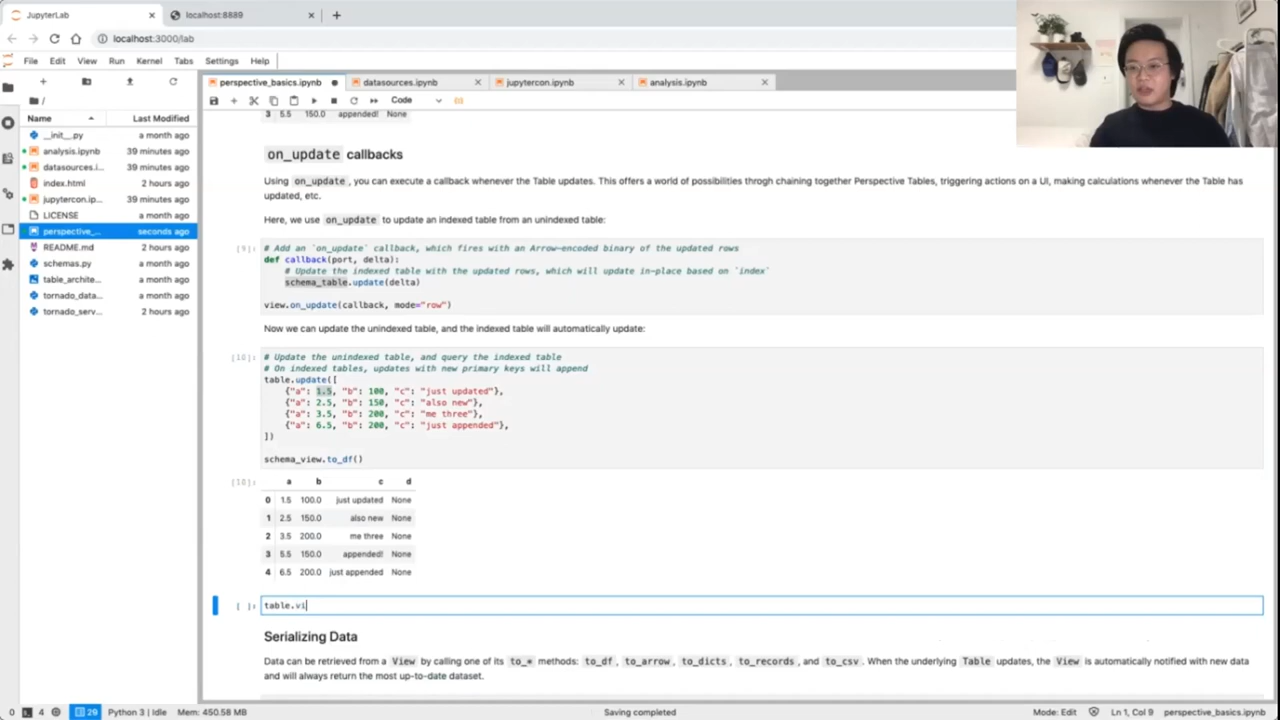 JupyterLab
localhost:8889
localhost:3000/lab
File Edit View Run Kernel Tabs Settings Help
perspective_basics.ipynb
datasources.ipynb
jupytercon.ipynb
analysis.ipynb
Code
/
Name Last Modified
__init__.py a month ago
analysis.ipynb 39 minutes ago
datasources.i... 39 minutes ago
index.html 2 hours ago
jupytercon.ip... 39 minutes ago
LICENSE a month ago
perspective_... seconds ago
README.md 2 hours ago
schemas.py a month ago
table_archite... a month ago
tornado_data... a month ago
tornado_serv... 2 hours ago
3 5.5 150.0 appended! None
on_update callbacks
Using on_update , you can execute a callback whenever the Table updates. This offers a world of possibilities throgh chaining together Perspective Tables, triggering actions on a UI, making calculations whenever the Table has
updated, etc.
Here, we use on_update to update an indexed table from an unindexed table:
[9]: # Add an `on_update` callback, which fires with an Arrow-encoded binary of the updated rows
def callback(port, delta):
# Update the indexed table with the updated rows, which will update in-place based on `index`
schema_table.update(delta)
view.on_update(callback, mode="row")
Now we can update the unindexed table, and the indexed table will automatically update:
[10]: # Update the unindexed table, and query the indexed table
# On indexed tables, updates with new primary keys will append
table.update([
{"a": 1.5, "b": 100, "c": "just updated"},
{"a": 2.5, "b": 150, "c": "also new"},
{"a": 3.5, "b": 200, "c": "me three"},
{"a": 6.5, "b": 200, "c": "just appended"},
])
schema_view.to_df()
[10]: a b c d
0 1.5 100.0 just updated None
1 2.5 150.0 also new None
2 3.5 200.0 me three None
3 5.5 150.0 appended! None
4 6.5 200.0 just appended None
[ ]: table.vi
Serializing Data
Data can be retrieved from a View by calling one of its to_* methods: to_df, to_arrow, to_dicts, to_records, and to_csv. When the underlying Table updates, the View is automatically notified with new data
and will always return the most up-to-date dataset.
0 4 29 Python 3 | Idle Mem: 450.58 MB Saving completed Mode: Edit Ln 1, Col 9 perspective_basics.ipynb